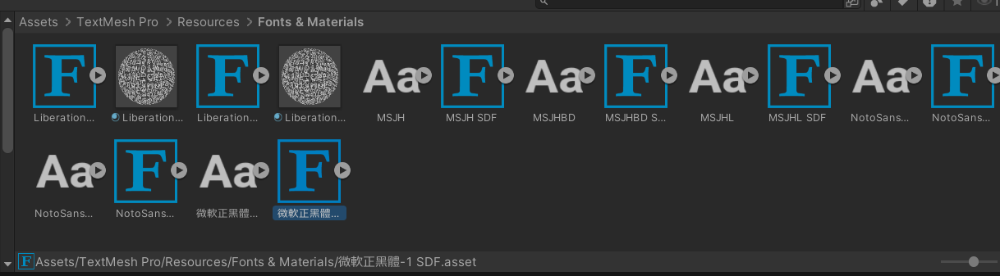 Assets > TextMesh Pro > Resources > Fonts & Materials
Liberation... Liberation... Liberation... Liberation... MSJH MSJH SDF MSJHBD MSJHBD S... MSJHL MSJHL SDF NotoSans... NotoSans...
NotoSans... NotoSans... 微軟正黑體... 微軟正黑體...
Assets/TextMesh Pro/Resources/Fonts & Materials/微軟正黑體-1 SDF.asset